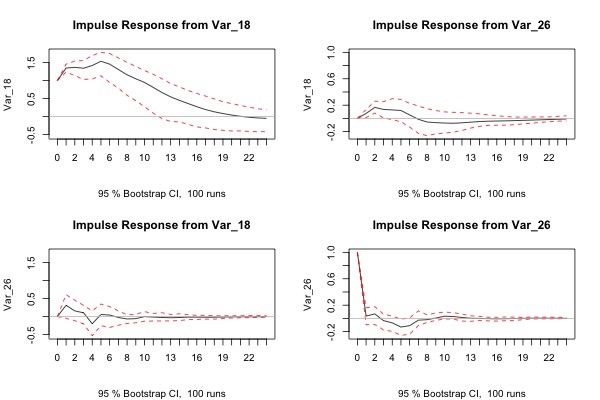 Impulse Response from Var_18
Var_18
1.5
0.5
-0.5
0 2 4 6 8 10 13 16 19 22
95 % Bootstrap CI, 100 runs
Impulse Response from Var_26
Var_18
1.0
0.6
0.2
-0.2
0 2 4 6 8 10 13 16 19 22
95 % Bootstrap CI, 100 runs
Impulse Response from Var_18
Var_26
1.5
0.5
-0.5
0 2 4 6 8 10 13 16 19 22
95 % Bootstrap CI, 100 runs
Impulse Response from Var_26
Var_26
1.0
0.6
0.2
-0.2
0 2 4 6 8 10 13 16 19 22
95 % Bootstrap CI, 100 runs